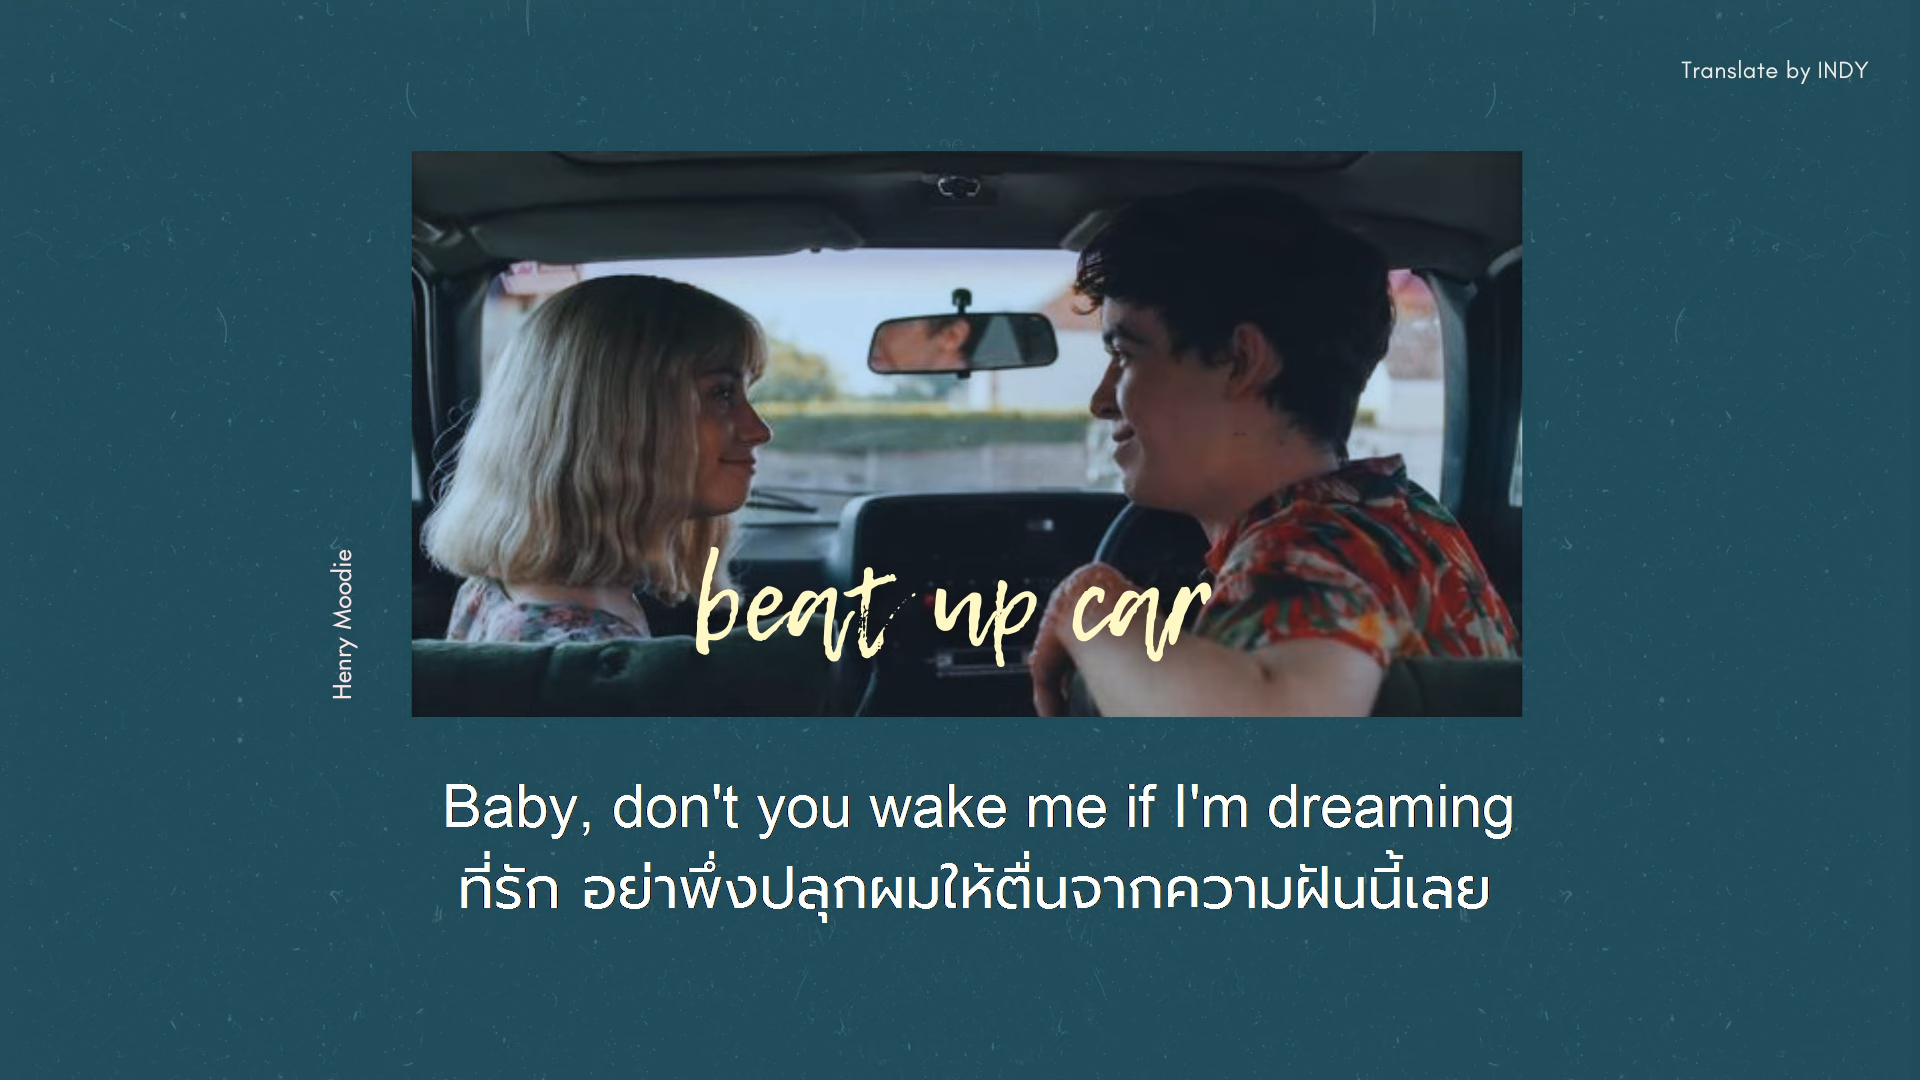 Translate by INDY
Henry Moodie
beat up car
Baby, don't you wake me if I'm dreaming
ที่รัก อย่าพึ่งปลุกผมให้ตื่นจากความฝันนี้เลย